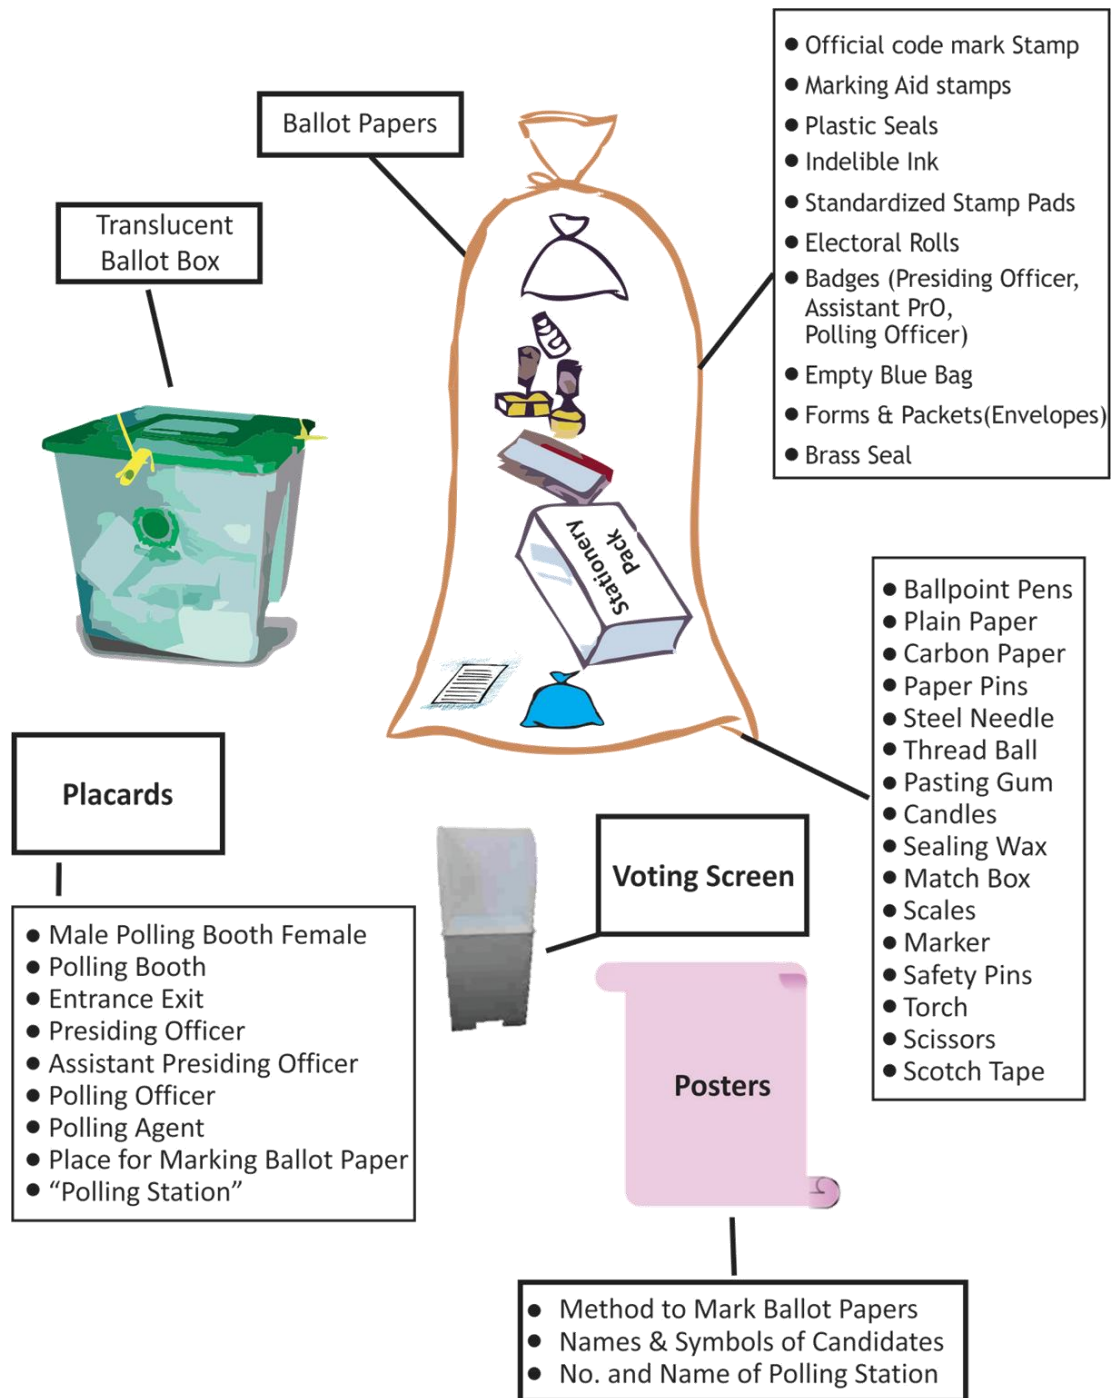 Ballot Papers
Translucent
Ballot Box
● Official code mark Stamp
● Marking Aid stamps
● Plastic Seals
● Indelible Ink
● Standardized Stamp Pads
● Electoral Rolls
● Badges (Presiding Officer,
Assistant PrO,
Polling Officer)
● Empty Blue Bag
● Forms & Packets(Envelopes)
● Brass Seal
Stationery
Pack
● Ballpoint Pens
● Plain Paper
● Carbon Paper
● Paper Pins
● Steel Needle
● Thread Ball
● Pasting Gum
● Candles
● Sealing Wax
● Match Box
● Scales
● Marker
● Safety Pins
● Torch
● Scissors
● Scotch Tape
Placards
● Male Polling Booth Female
● Polling Booth
● Entrance Exit
● Presiding Officer
● Assistant Presiding Officer
● Polling Officer
● Polling Agent
● Place for Marking Ballot Paper
● “Polling Station”
Voting Screen
Posters
● Method to Mark Ballot Papers
● Names & Symbols of Candidates
● No. and Name of Polling Station